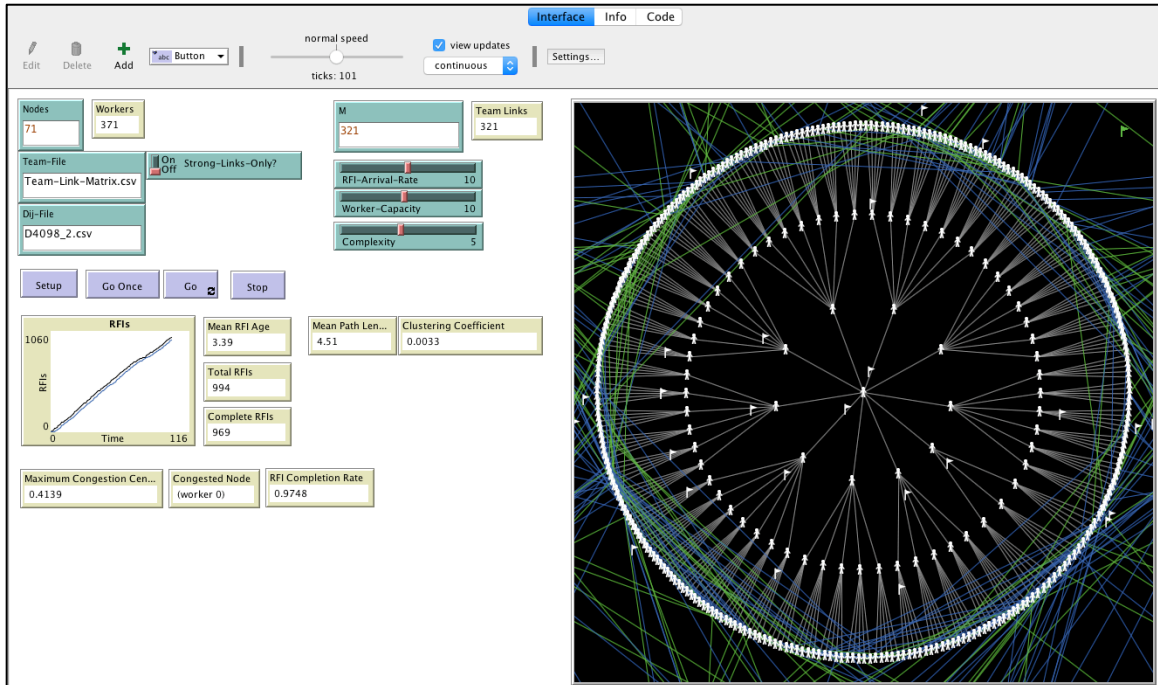 Interface Info Code
Edit Delete Add
abc Button
normal speed
ticks: 101
view updates
continuous
Settings...
Nodes
71
Workers
371
M
321
Team Links
321
Team-File
Team-Link-Matrix.csv
On
Off
Strong-Links-Only?
Dij-File
D4098_2.csv
RFI-Arrival-Rate 10
Worker-Capacity 10
Complexity 5
Setup
Go Once
Go
Stop
RFIs
1060
RFIs
0
0 Time 116
Mean RFI Age
3.39
Total RFIs
994
Complete RFIs
969
Mean Path Len...
4.51
Clustering Coefficient
0.0033
Maximum Congestion Cen...
0.4139
Congested Node
(worker 0)
RFI Completion Rate
0.9748